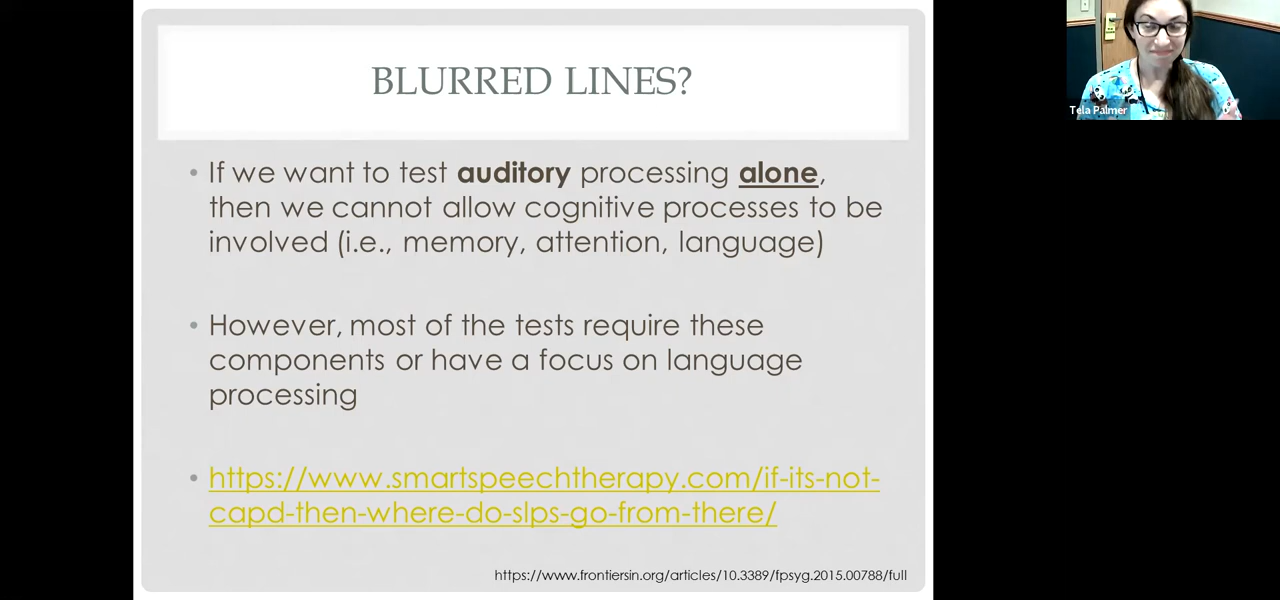 BLURRED LINES?
• If we want to test auditory processing alone,
then we cannot allow cognitive processes to be
involved (i.e., memory, attention, language)
• However, most of the tests require these
components or have a focus on language
processing
• https://www.smartspeechtherapy.com/if-its-not-
capd-then-where-do-slps-go-from-there/
https://www.frontiersin.org/articles/10.3389/fpsyg.2015.00788/full
Tela Palmer